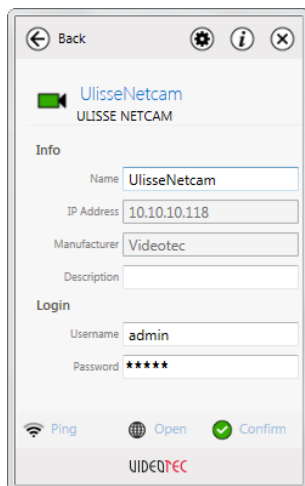 Back
UlisseNetcam
ULISSE NETCAM
Info
Name UlisseNetcam
IP Address 10.10.10.118
Manufacturer Videotec
Description
Login
Username admin
Password *****
Ping Open Confirm
VIDEOTEC